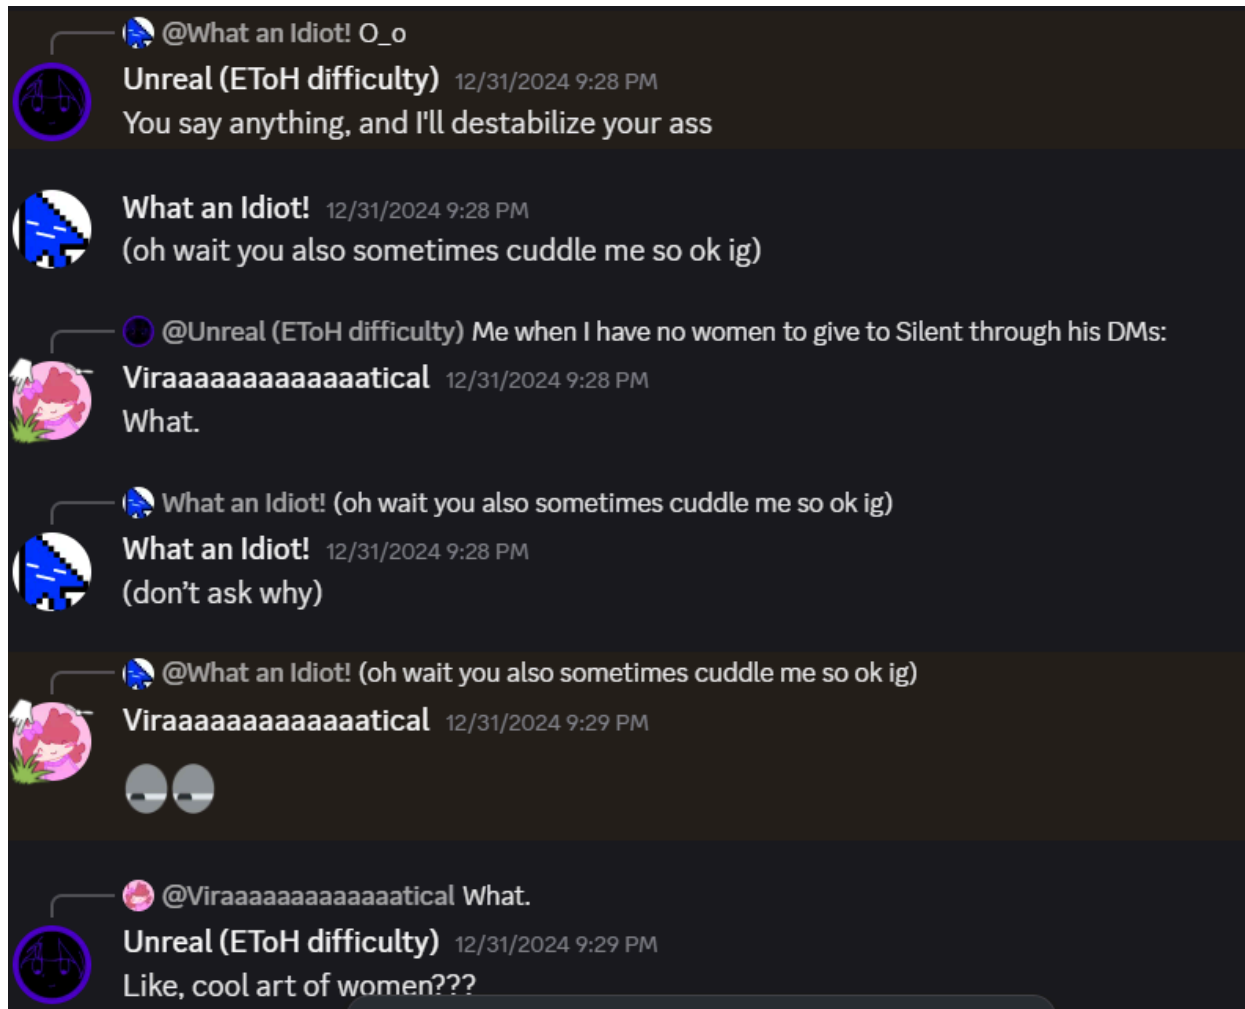 @What an Idiot! O_o
Unreal (EToH difficulty) 12/31/2024 9:28 PM
You say anything, and I'll destabilize your ass
What an Idiot! 12/31/2024 9:28 PM
(oh wait you also sometimes cuddle me so ok ig)
@Unreal (EToH difficulty) Me when I have no women to give to Silent through his DMs:
Viraaaaaaaaaaaaaatical 12/31/2024 9:28 PM
What.
What an Idiot! (oh wait you also sometimes cuddle me so ok ig)
What an Idiot! 12/31/2024 9:28 PM
(don’t ask why)
@What an Idiot! (oh wait you also sometimes cuddle me so ok ig)
Viraaaaaaaaaaaaaatical 12/31/2024 9:29 PM
@Viraaaaaaaaaaaaaatical What.
Unreal (EToH difficulty) 12/31/2024 9:29 PM
Like, cool art of women???